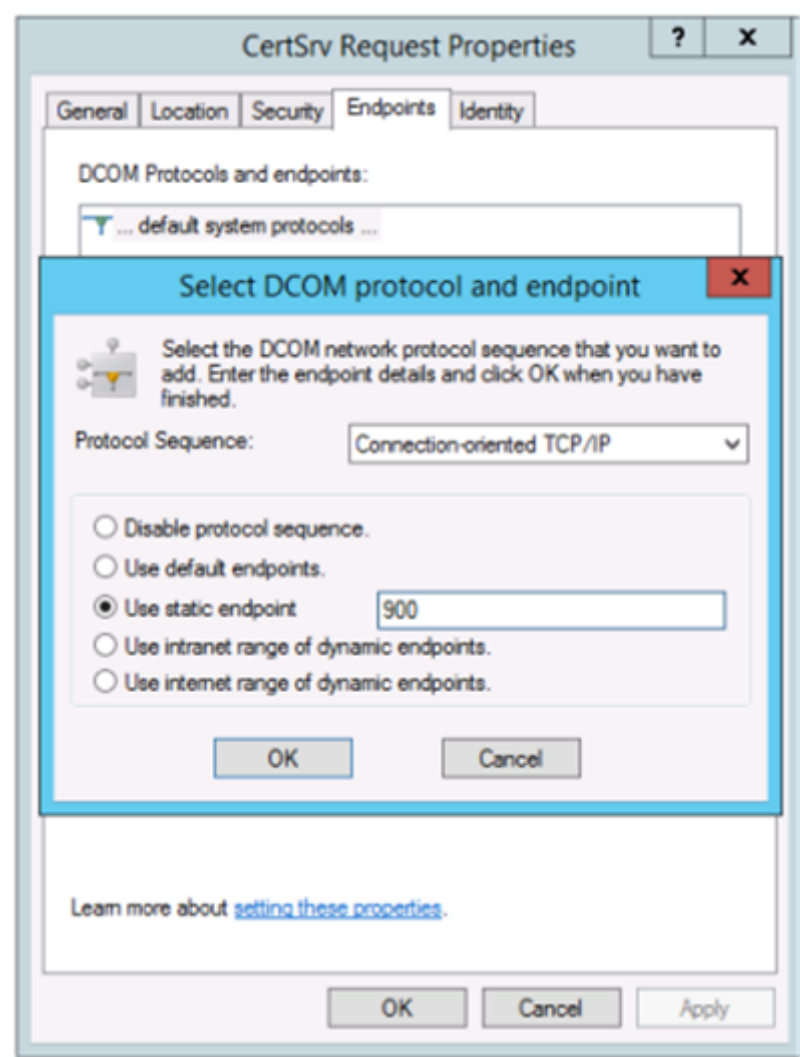 CertSrv Request Properties
? x
General Location Security Endpoints Identity
DCOM Protocols and endpoints:
... default system protocols ...
Select DCOM protocol and endpoint
x
Select the DCOM network protocol sequence that you want to
add. Enter the endpoint details and click OK when you have
finished.
Protocol Sequence: Connection-oriented TCP/IP
Disable protocol sequence.
Use default endpoints.
Use static endpoint 900
Use intranet range of dynamic endpoints.
Use internet range of dynamic endpoints.
OK Cancel
Learn more about setting these properties.
OK Cancel Apply